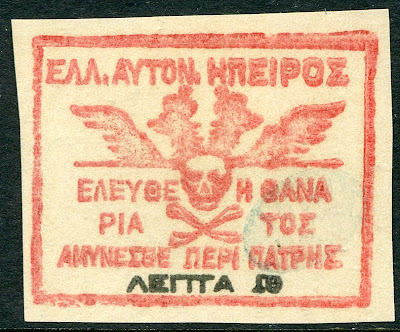 ΕΛΛ. ΑΥΤΟΝ. ΗΠΕΙΡΟΣ
ΕΛΕΥΘΕ Η ΘΑΝΑ
ΡΙΑ ΤΟΣ
ΑΜΥΝΕΣΘΕ ΠΕΡΙ ΠΑΤΡΗΣ
ΛΕΠΤΑ